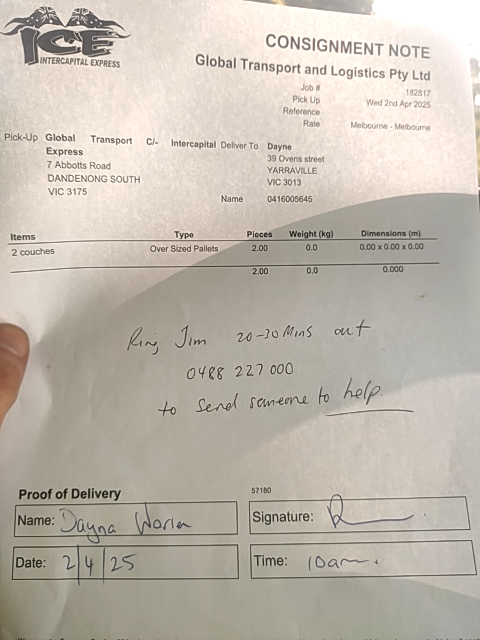 ICE
INTERCAPITAL EXPRESS
CONSIGNMENT NOTE
Global Transport and Logistics Pty Ltd
Job # 182817
Pick Up Wed 2nd Apr 2025
Reference
Rate Melbourne - Melbourne
Pick-Up Global Transport C/- Intercapital Express
7 Abbotts Road
DANDENONG SOUTH
VIC 3175
Deliver To Dayne
39 Ovens street
YARRAVILLE
VIC 3013
Name 0416005645
Items Type Pieces Weight (kg) Dimensions (m)
2 couches Over Sized Pallets 2.00 0.0 0.00 x 0.00 x 0.00
2.00 0.0 0.000
Ring Jim 20-30 Mins out
0488 227 000
to Send someone to help.
Proof of Delivery
57180
Name: Dayna
Signature:
Date: 2/4/25
Time: 10am.